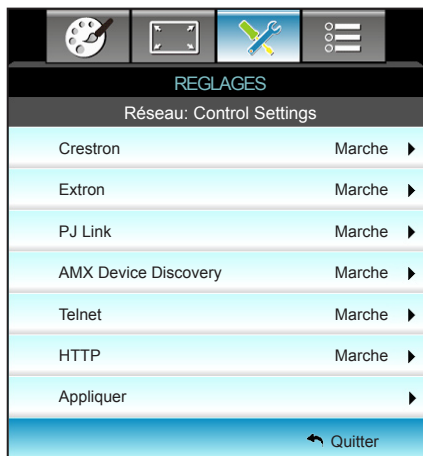 REGLAGES
Réseau: Control Settings
Crestron Marche
Extron Marche
PJ Link Marche
AMX Device Discovery Marche
Telnet Marche
HTTP Marche
Appliquer
Quitter